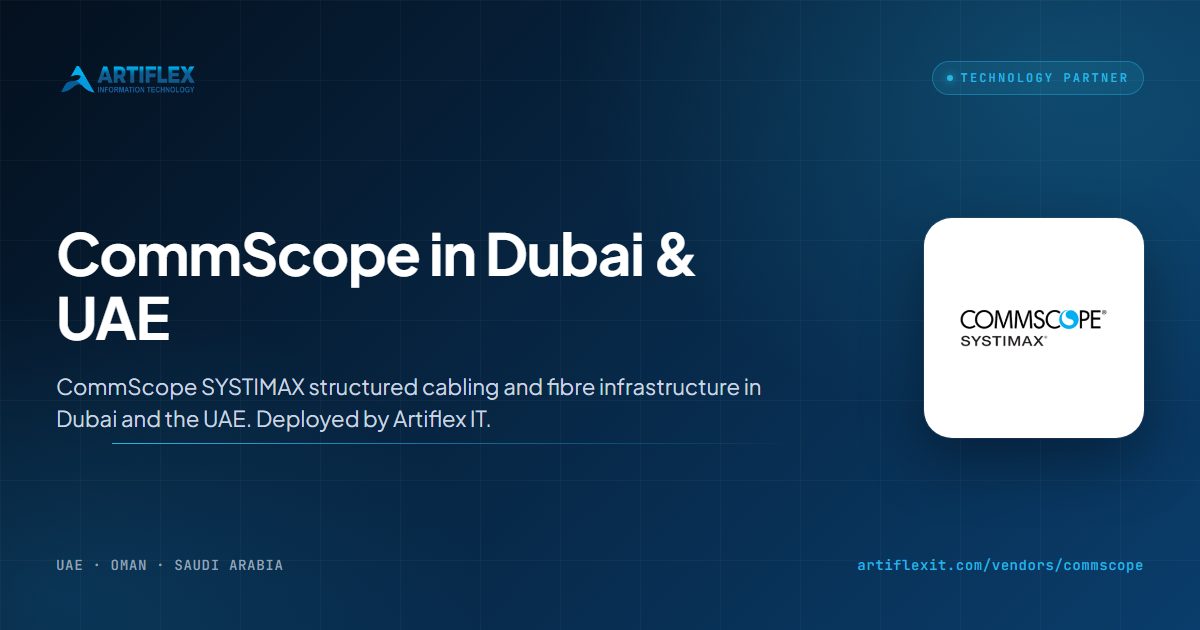 ARTIFLEX
INFORMATION TECHNOLOGY
TECHNOLOGY PARTNER
CommScope in Dubai &
UAE
CommScope SYSTIMAX structured cabling and fibre infrastructure in
Dubai and the UAE. Deployed by Artiflex IT.
COMMSCOPE®
SYSTIMAX®
UAE · OMAN · SAUDI ARABIA
artiflexit.com/vendors/commscope